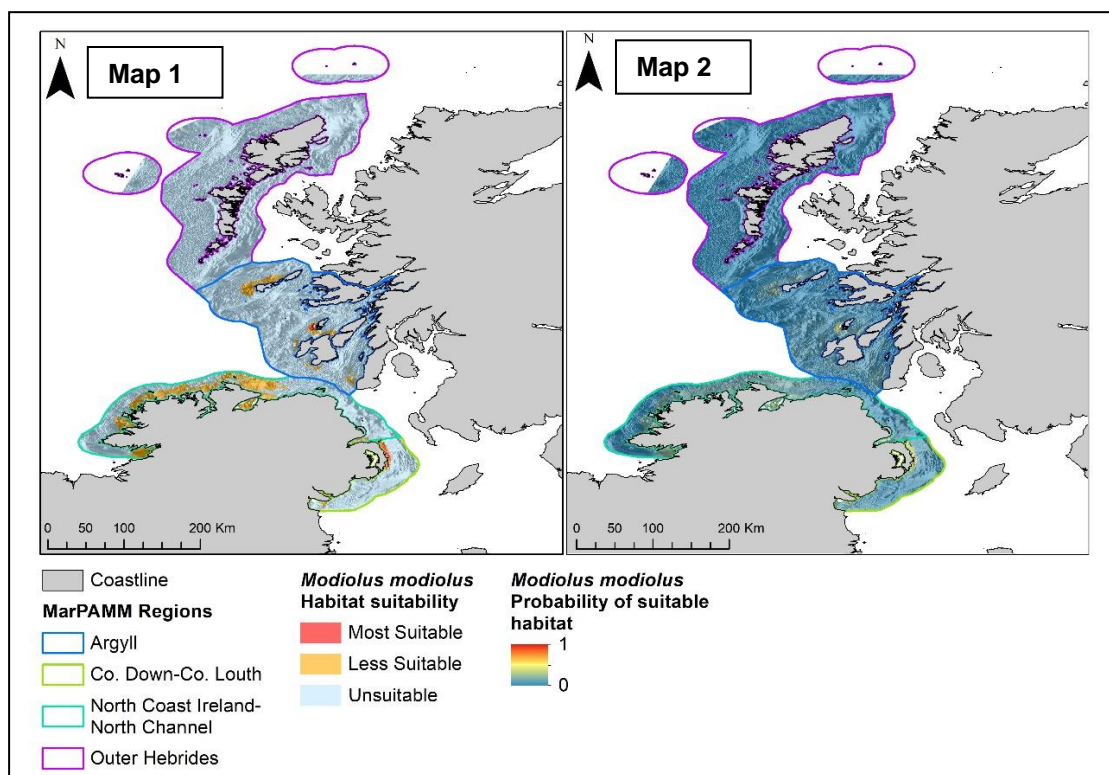 N
Map 1
0 50 100 200 Km
N
Map 2
0 50 100 200 Km
Coastline
MarPAMM Regions
Argyll
Co. Down-Co. Louth
North Coast Ireland-
North Channel
Outer Hebrides
Modiolus modiolus
Habitat suitability
Most Suitable
Less Suitable
Unsuitable
Modiolus modiolus
Probability of suitable
habitat
1
0